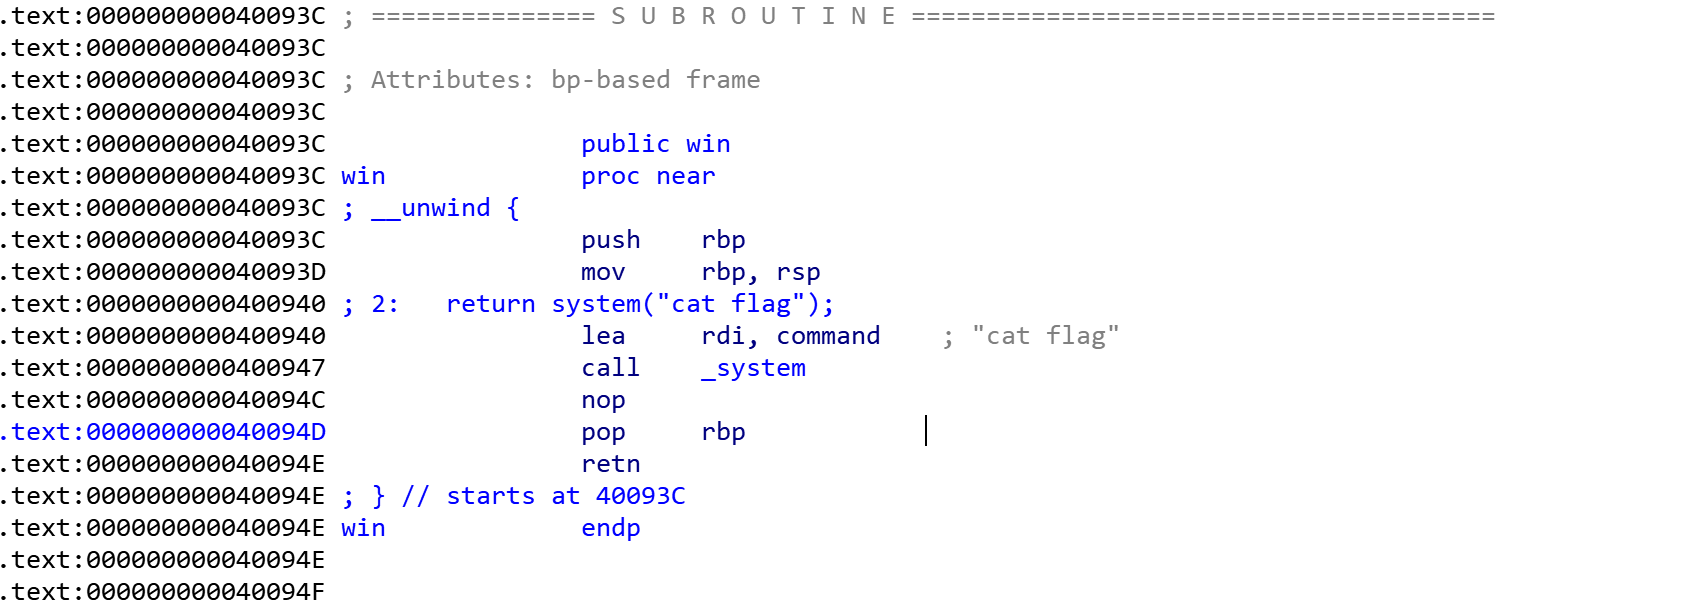 .text:000000000040093C ; =============== S U B R O U T I N E =======================================
.text:000000000040093C
.text:000000000040093C ; Attributes: bp-based frame
.text:000000000040093C
.text:000000000040093C                 public win
.text:000000000040093C win             proc near
.text:000000000040093C ; __unwind {
.text:000000000040093C                 push    rbp
.text:000000000040093D                 mov     rbp, rsp
.text:0000000000400940 ; 2:   return system("cat flag");
.text:0000000000400940                 lea     rdi, command    ; "cat flag"
.text:0000000000400947                 call    _system
.text:000000000040094C                 nop
.text:000000000040094D                 pop     rbp
.text:000000000040094E                 retn
.text:000000000040094E ; } // starts at 40093C
.text:000000000040094E win             endp
.text:000000000040094E
.text:000000000040094F